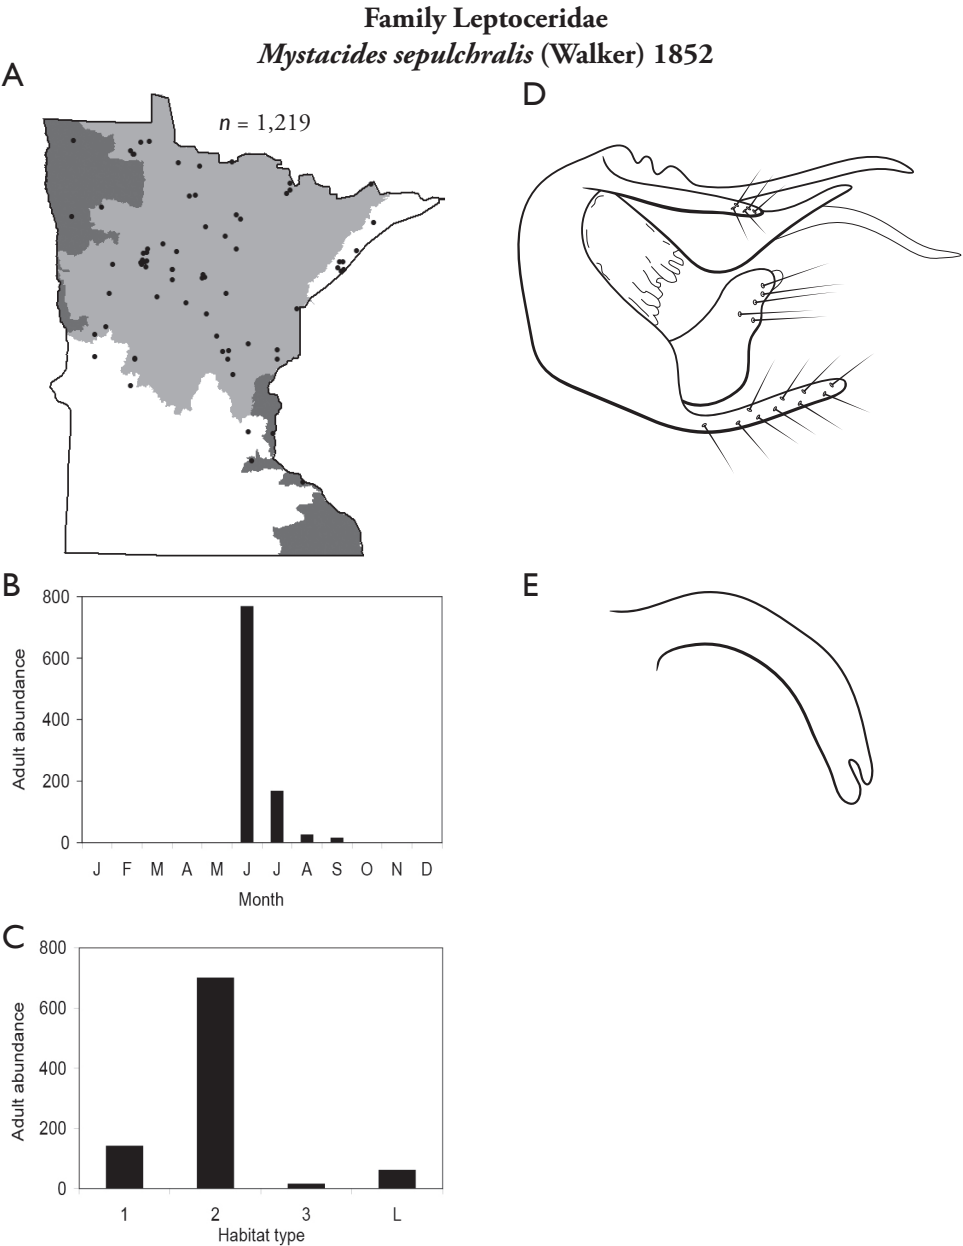 Family Leptoceridae
Mystacides sepulchralis (Walker) 1852
A
n = 1,219
D
B
800
600
400
200
0
Adult abundance
J F M A M J J A S O N D
Month
E
C
800
600
400
200
0
Adult abundance
1 2 3 L
Habitat type